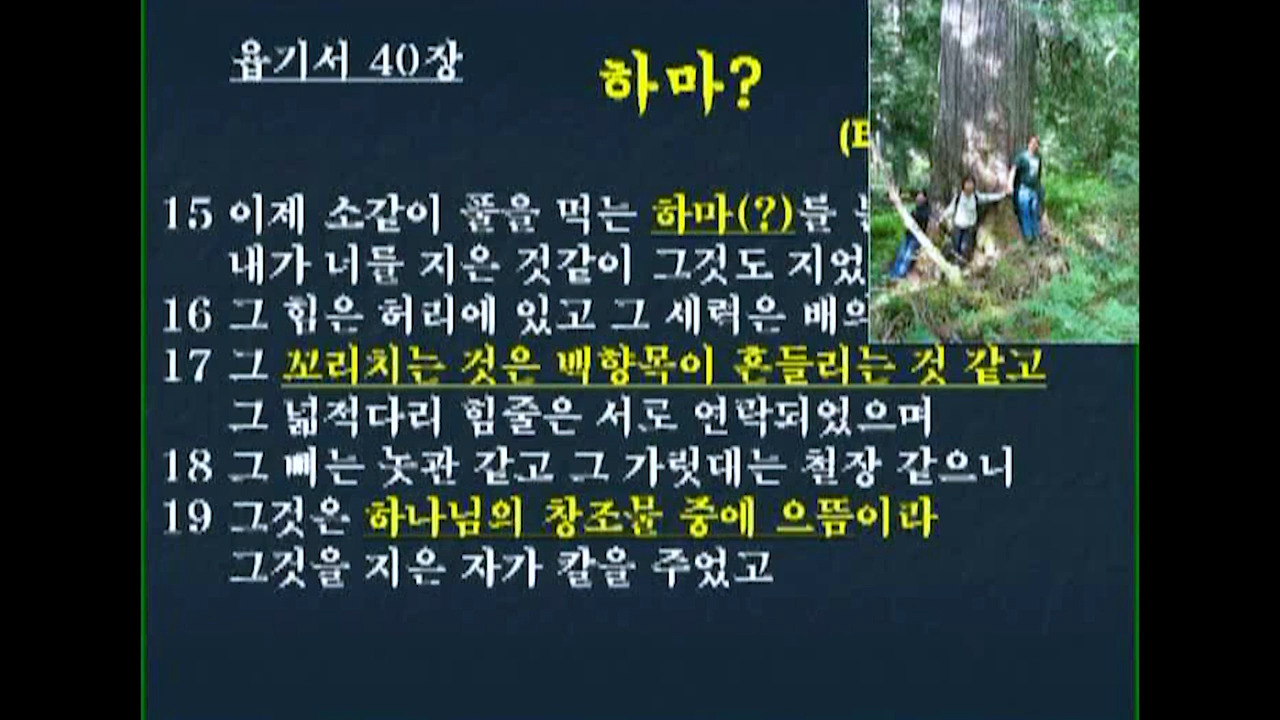 욥기서 40장
하마?
15 이제 소같이 풀을 먹는 하마(?)를
내가 너를 지은 것같이 그것도 지었
16 그 힘은 허리에 있고 그 세력은 배의
17 그 꼬리치는 것은 백향목이 흔들리는 것 같고
그 넓적다리 힘줄은 서로 연락되있으며
18 그 뼈는 놋관 같고 그 가릿대는 철장 같으니
19 그것은 하나님의 창조물 중에 으뜸이라
그것을 지은 자가 칼을 주었고